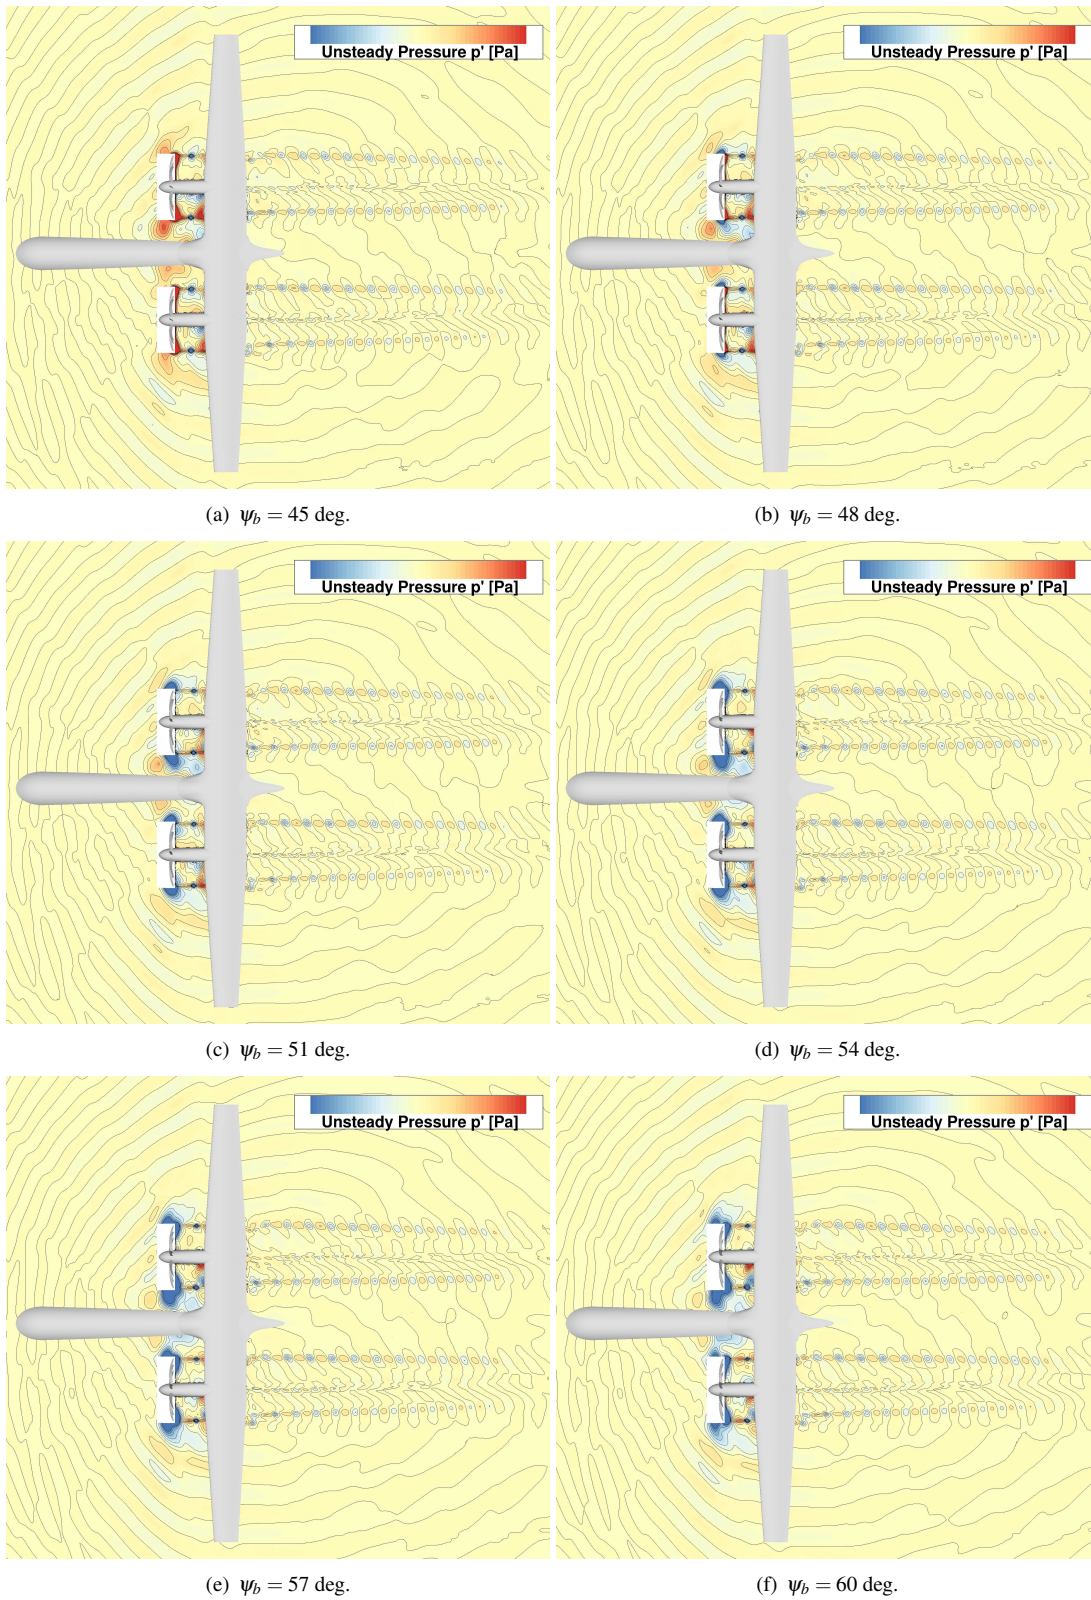 Unsteady Pressure p' [Pa]
Unsteady Pressure p' [Pa]
(a) ψb = 45 deg.
(b) ψb = 48 deg.
Unsteady Pressure p' [Pa]
Unsteady Pressure p' [Pa]
(c) ψb = 51 deg.
(d) ψb = 54 deg.
Unsteady Pressure p' [Pa]
Unsteady Pressure p' [Pa]
(e) ψb = 57 deg.
(f) ψb = 60 deg.